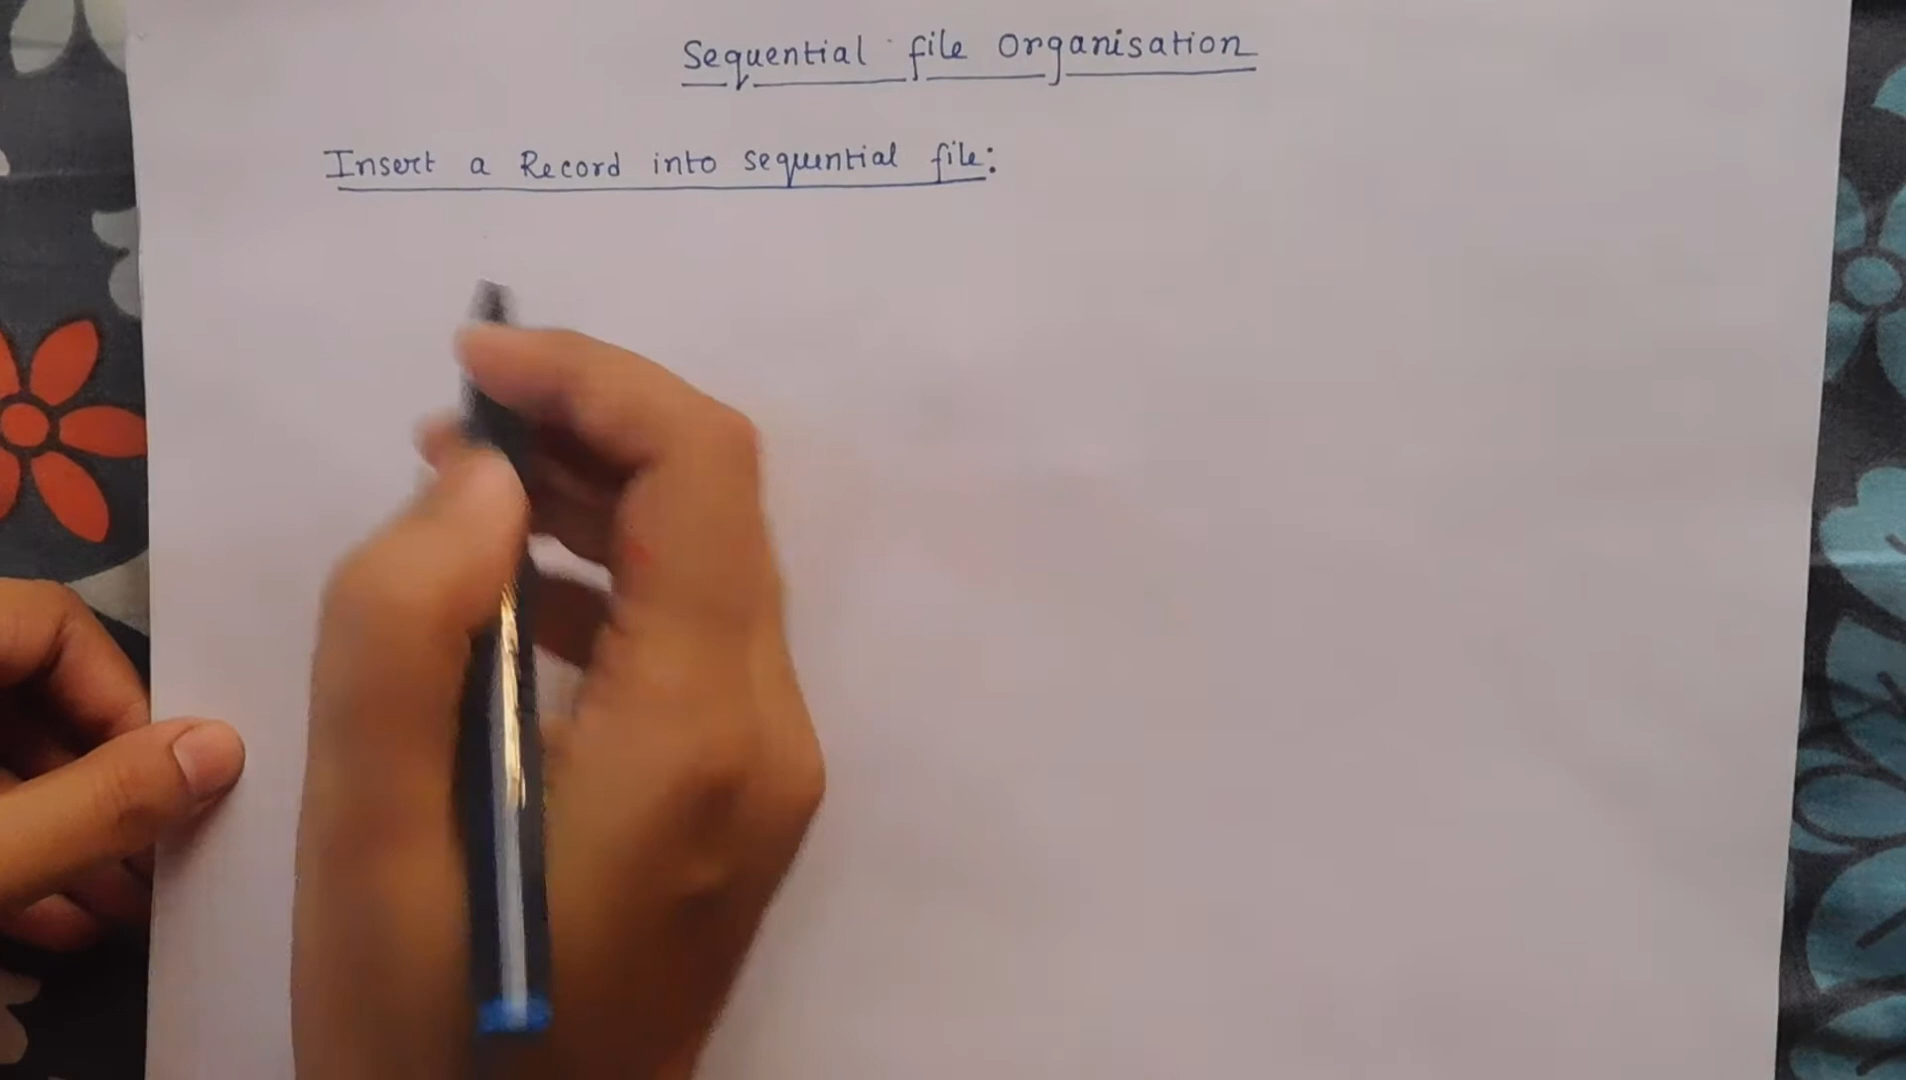 Sequential file Organisation
Insert a Record into sequential file: